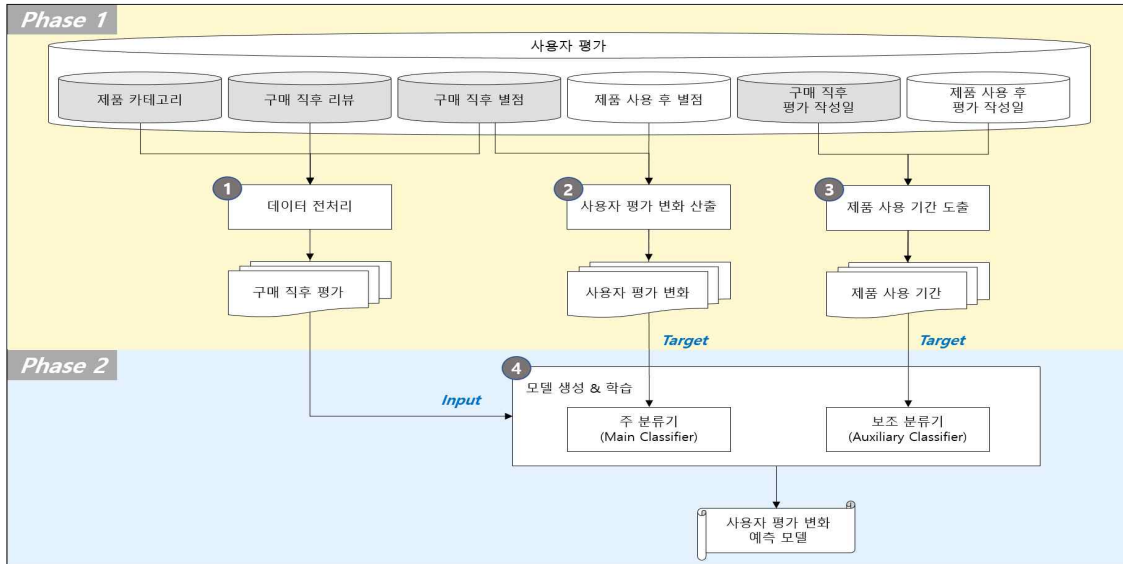 Phase 1
사용자 평가
제품 카테고리
구매 직후 리뷰
구매 직후 별점
제품 사용 후 별점
구매 직후
평가 작성일
제품 사용 후
평가 작성일
1
데이터 전처리
2
사용자 평가 변화 산출
3
제품 사용 기간 도출
구매 직후 평가
사용자 평가 변화
제품 사용 기간
Target
Target
Phase 2
4
모델 생성 & 학습
Input
주 분류기
(Main Classifier)
보조 분류기
(Auxiliary Classifier)
사용자 평가 변화
예측 모델